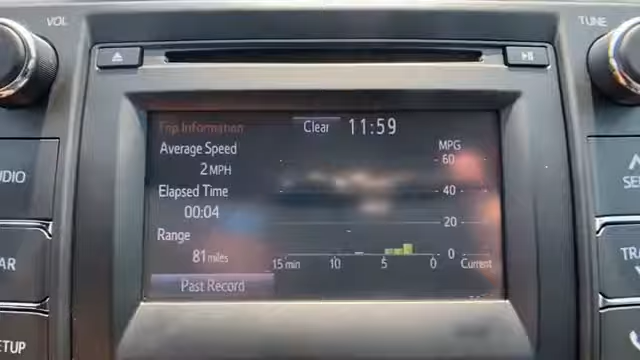 VOL
TUNE
Trip Information
Clear
11:59
Average Speed
2 MPH
Elapsed Time
00:04
Range
81 miles
Past Record
MPG
60
40
20
0
15 min 10 5 0 Current